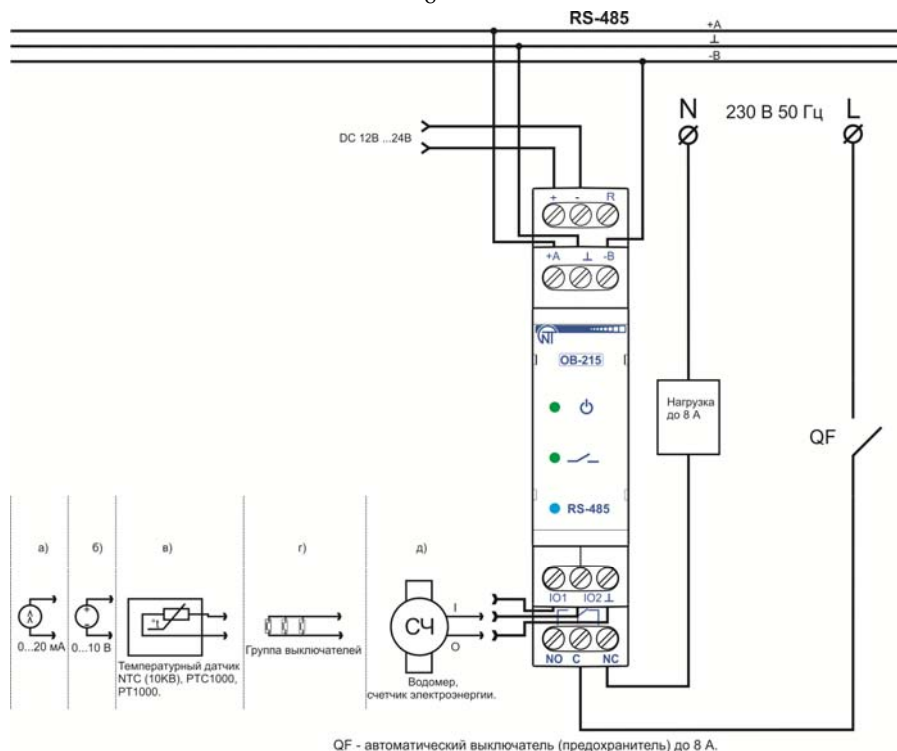 RS-485
+A
⊥
-B
N
230 В 50 Гц
L
DC 12В ...24В
+ - R
+A ⊥ -B
NT
OB-215
Нагрузка
до 8 А
QF
RS-485
а)
б)
в)
г)
д)
IO1 IO2 ⊥
I
СЧ
О
0...20 мА
0...10 В
+t
Группа выключателей
NO C NC
Температурный датчик
NTC (10KB), PTC1000,
PT1000.
Водомер,
счетчик электроэнергии.
QF - автоматический выключатель (предохранитель) до 8 А.